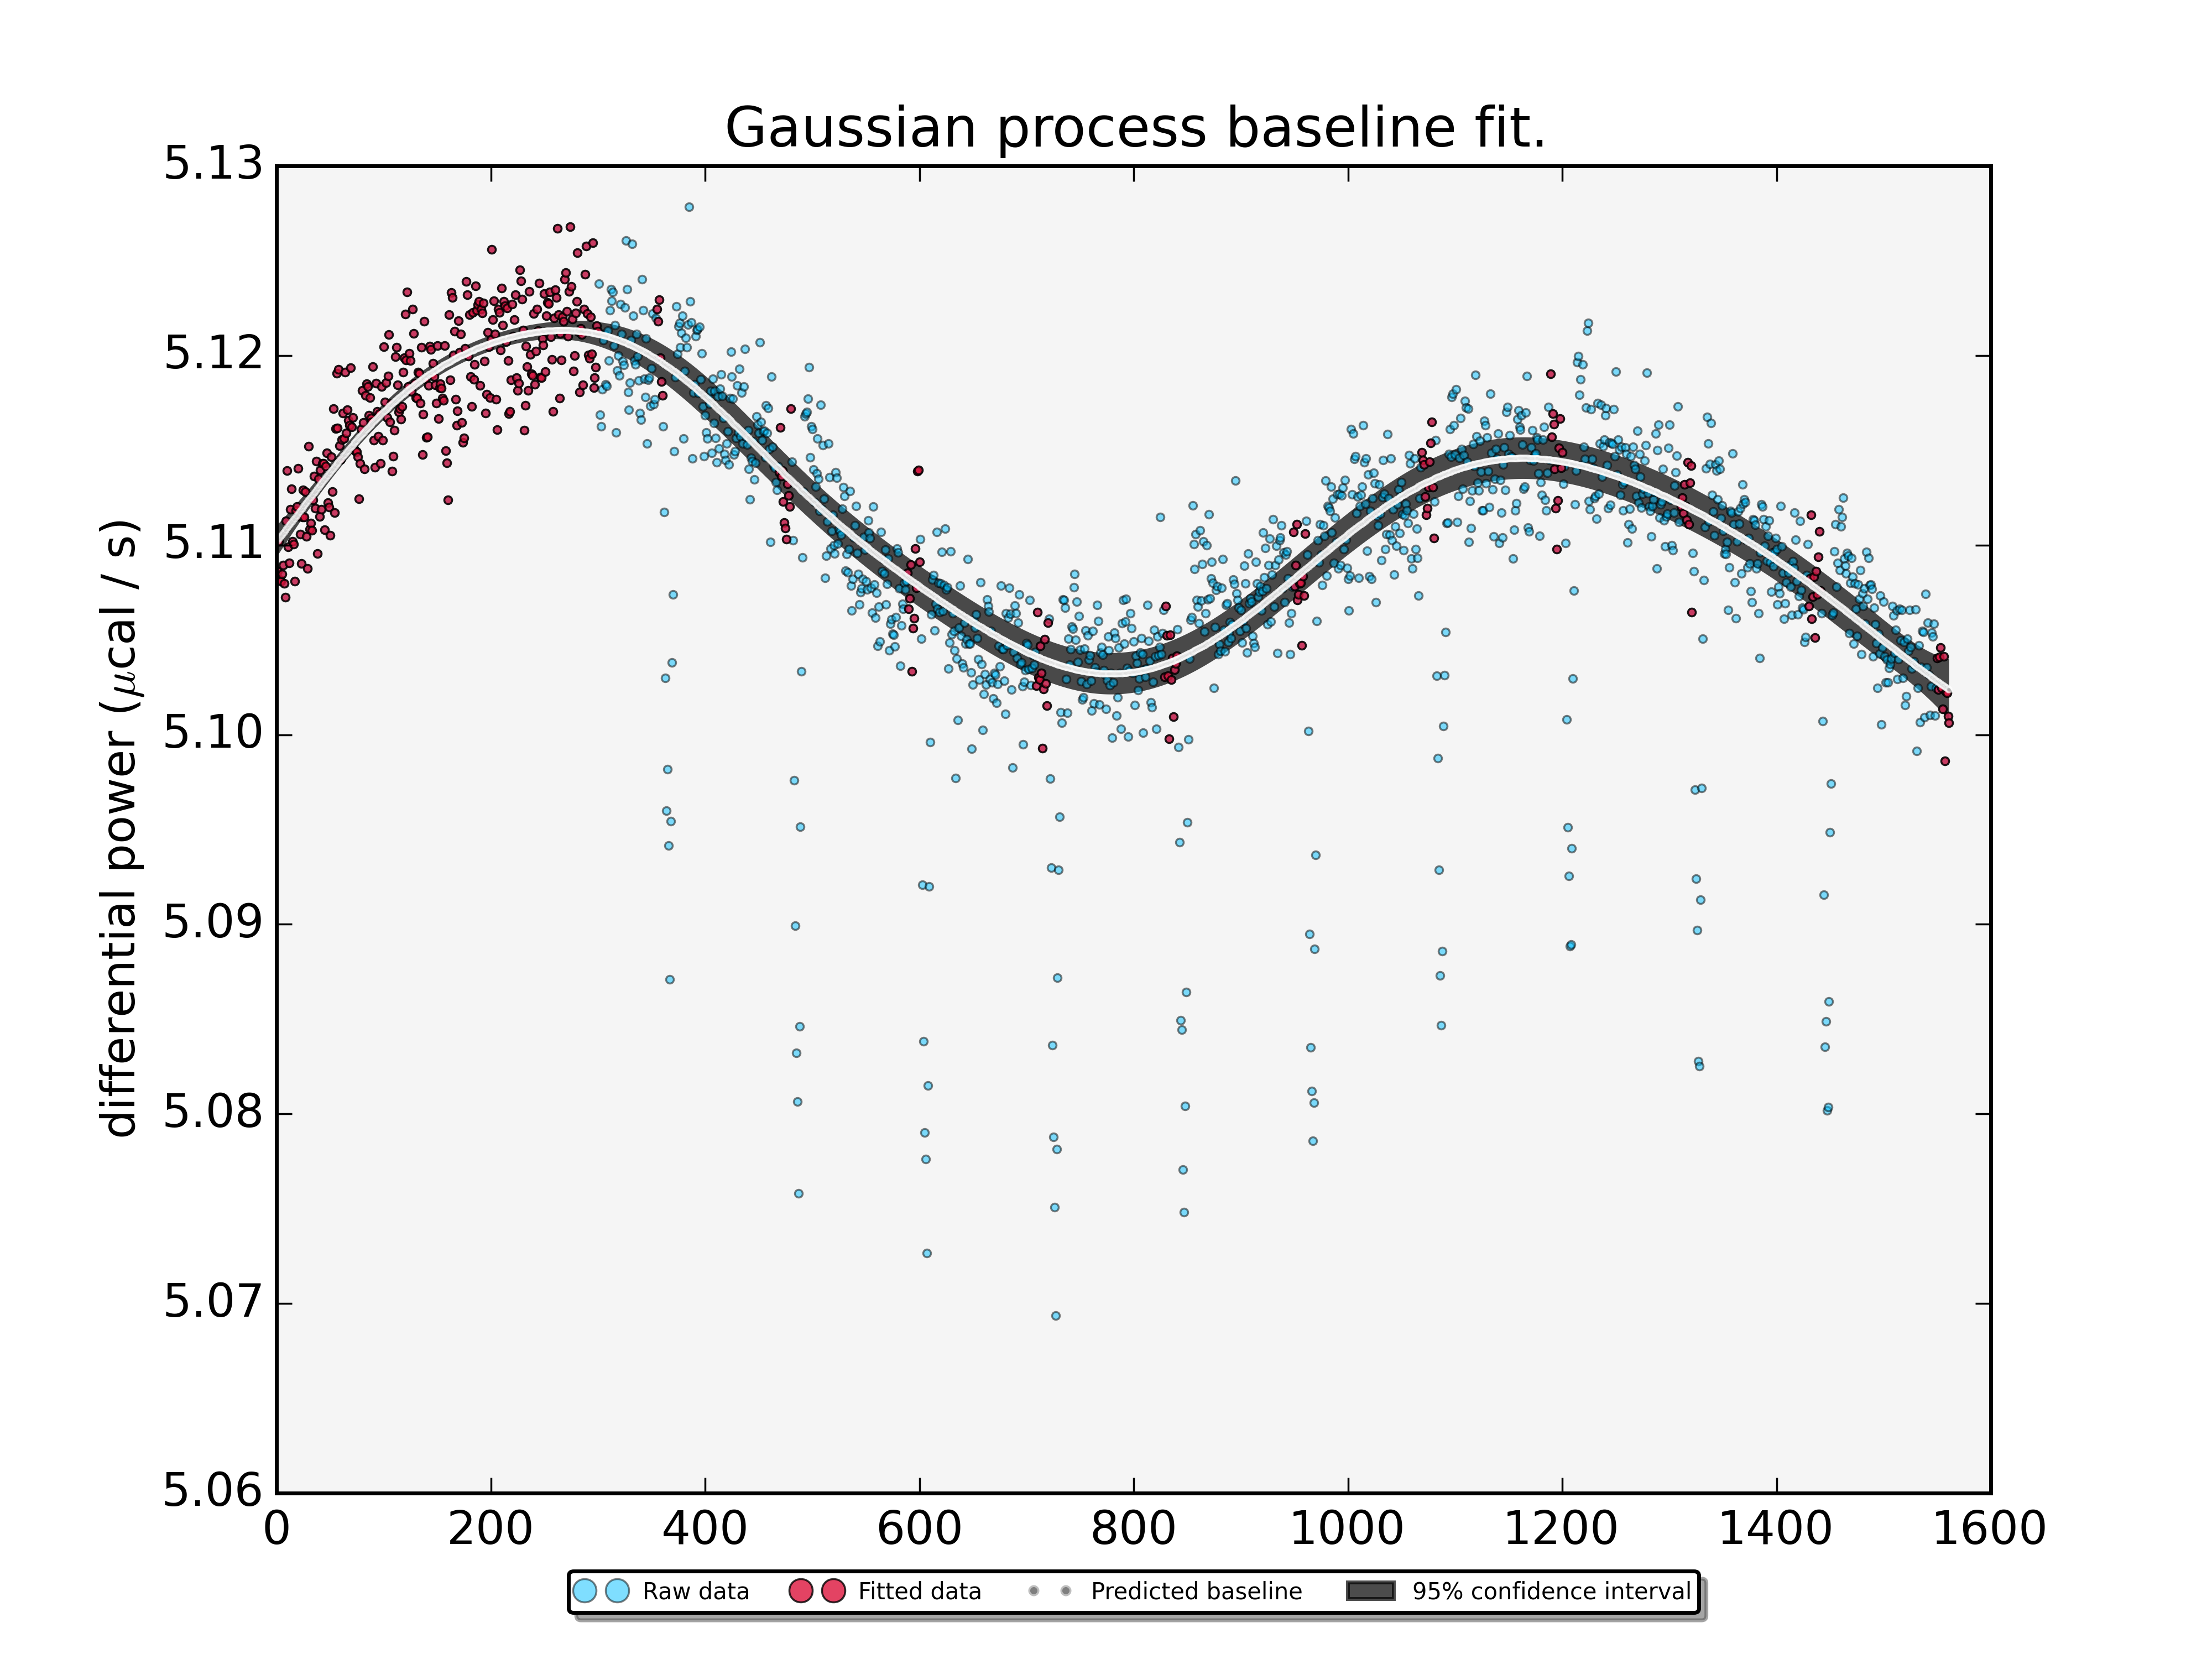 Gaussian process baseline fit.
5.13
5.12
5.11
5.10
5.09
5.08
5.07
5.06
differential power (μcal / s)
0 200 400 600 800 1000 1200 1400 1600
Raw data Fitted data Predicted baseline 95% confidence interval